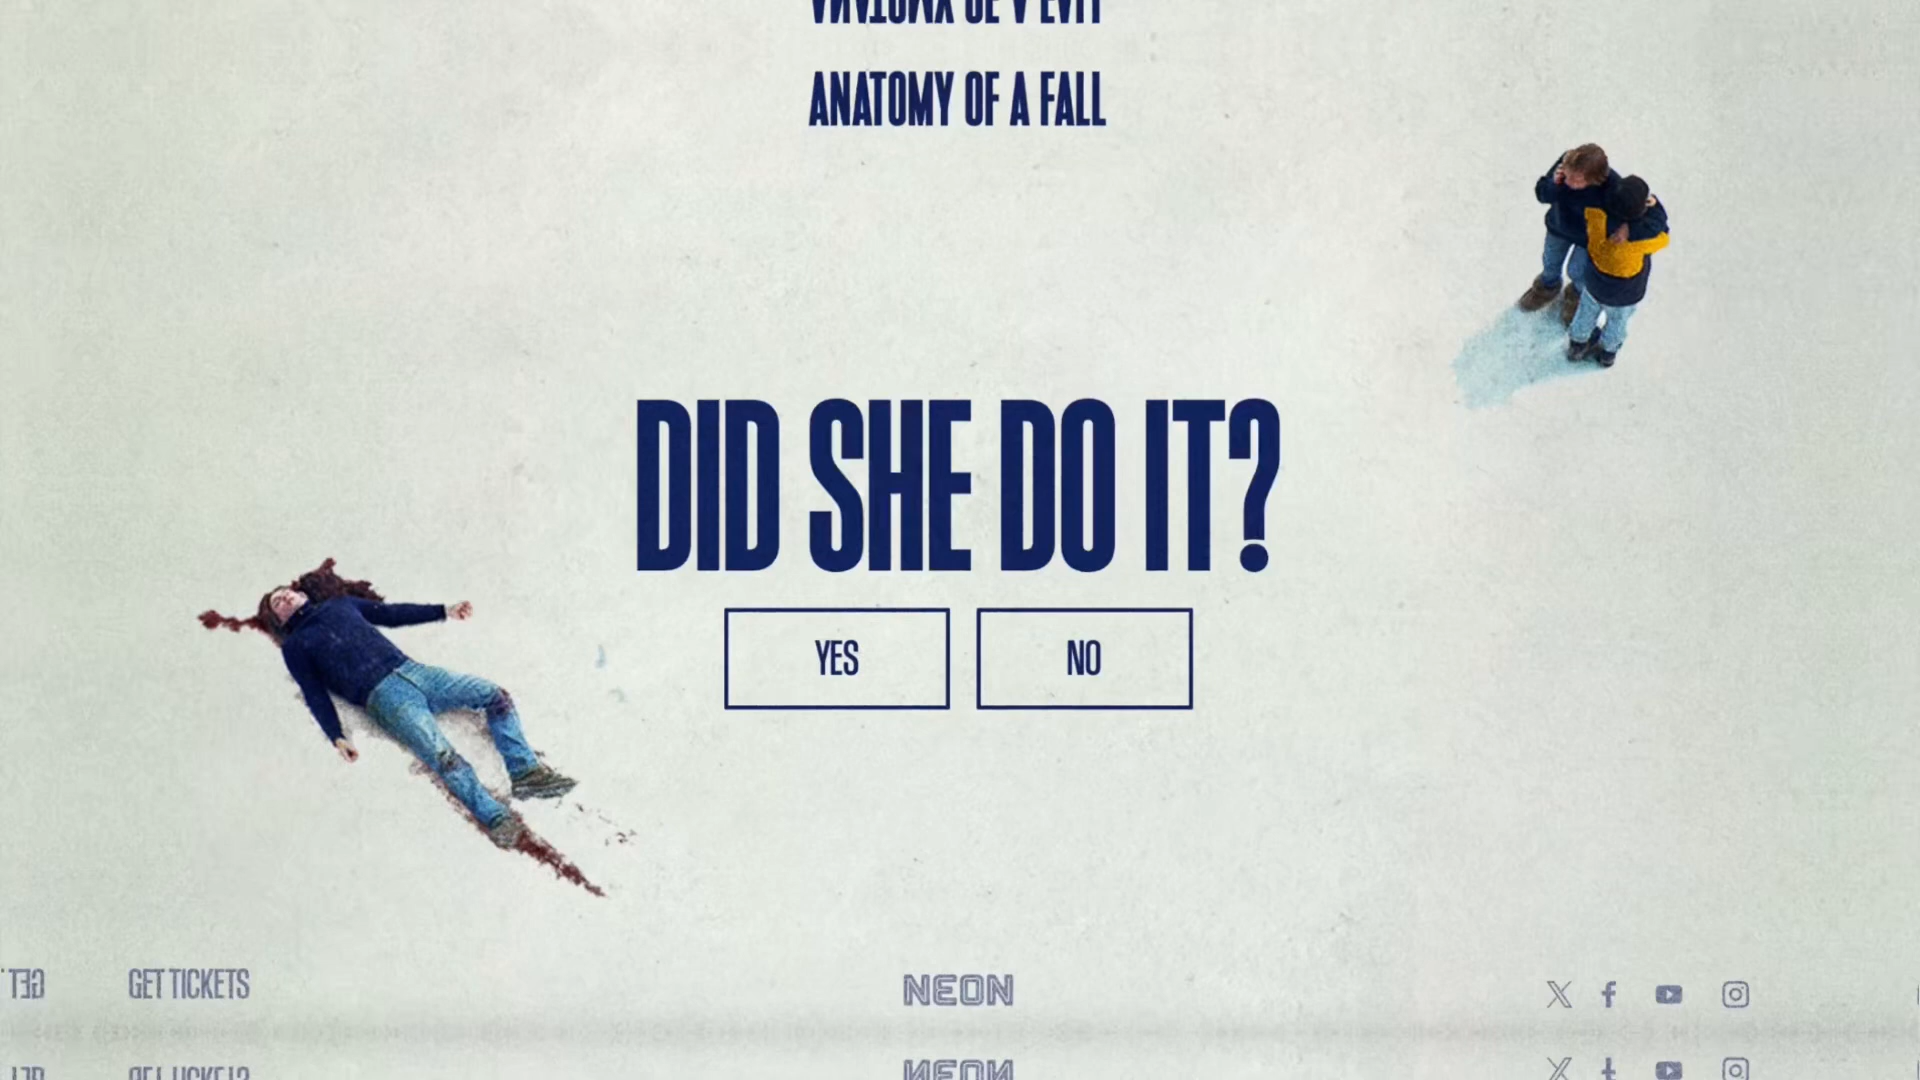 ANATOMY OF A FALL
DID SHE DO IT?
YES
NO
GET TICKETS
NEON